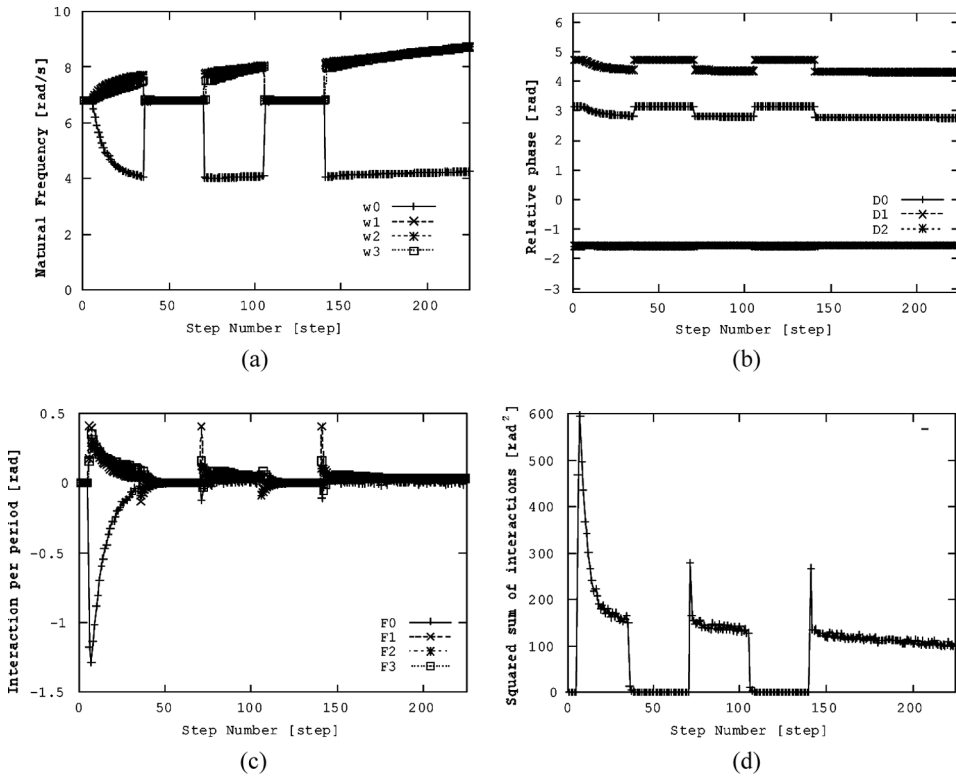 10
8
6
4
2
0
Natural Frequency [rad/s]
w0
w1
w2
w3
0 50 100 150 200
Step Number [step]
(a)
6
5
4
3
2
1
0
-1
-2
-3
Relative phase [rad]
D0
D1
D2
0 50 100 150 200
Step Number [step]
(b)
0.5
0
-0.5
-1
-1.5
Interaction per period [rad]
F0
F1
F2
F3
0 50 100 150 200
Step Number [step]
(c)
600
500
400
300
200
100
0
Squared sum of interactions [rad²]
0 50 100 150 200
Step Number [step]
(d)